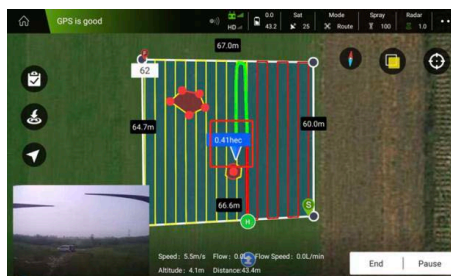 GPS is good
HD
0.0
43.2
Sat
25
Mode
Route
Spray
100
Radar
1.0
67.0m
62
64.7m
60.0m
0.41hec
66.6m
H
S
Speed: 5.5m/s Flow: 0.0L Flow Speed: 0.0L/min
Altitude: 4.1m Distance:43.4m
End
Pause